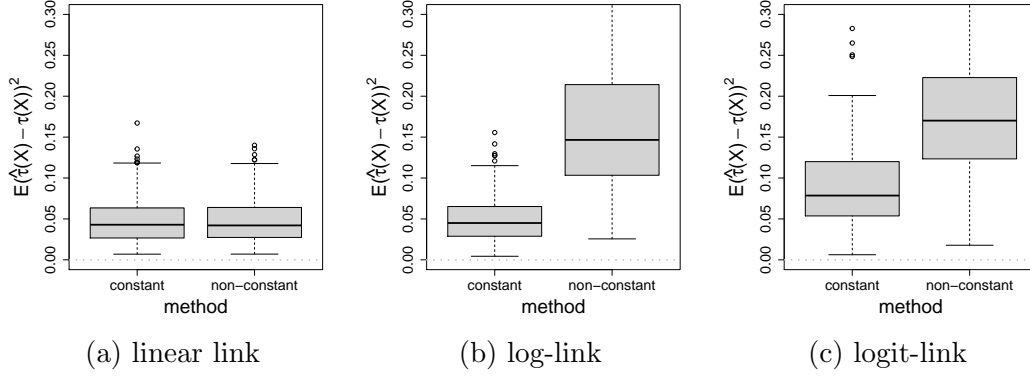 E(τ̂(X) − τ(X))²
0.30
0.25
0.20
0.15
0.10
0.05
0.00
constant
non−constant
method
(a) linear link
E(τ̂(X) − τ(X))²
0.30
0.25
0.20
0.15
0.10
0.05
0.00
constant
non−constant
method
(b) log-link
E(τ̂(X) − τ(X))²
0.30
0.25
0.20
0.15
0.10
0.05
0.00
constant
non−constant
method
(c) logit-link